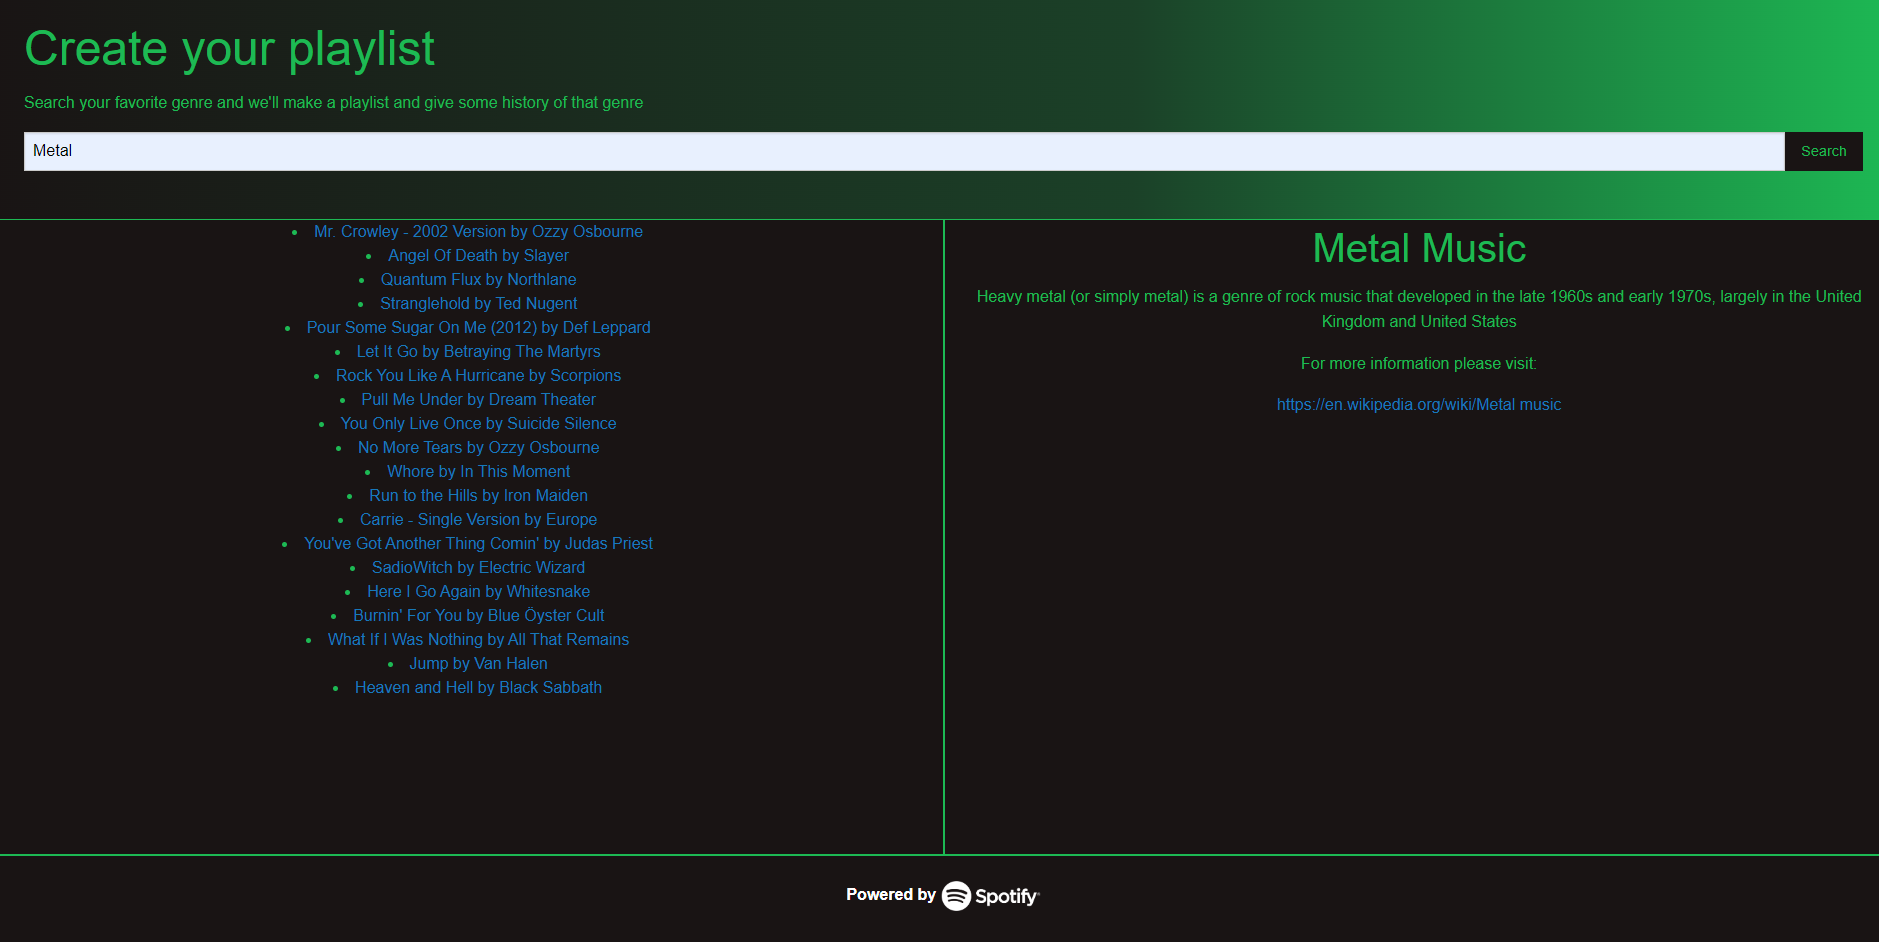 Create your playlist
Search your favorite genre and we'll make a playlist and give some history of that genre
Metal
Search
Mr. Crowley - 2002 Version by Ozzy Osbourne
Angel Of Death by Slayer
Quantum Flux by Northlane
Stranglehold by Ted Nugent
Pour Some Sugar On Me (2012) by Def Leppard
Let It Go by Betraying The Martyrs
Rock You Like A Hurricane by Scorpions
Pull Me Under by Dream Theater
You Only Live Once by Suicide Silence
No More Tears by Ozzy Osbourne
Whore by In This Moment
Run to the Hills by Iron Maiden
Carrie - Single Version by Europe
You've Got Another Thing Comin' by Judas Priest
SadioWitch by Electric Wizard
Here I Go Again by Whitesnake
Burnin' For You by Blue Öyster Cult
What If I Was Nothing by All That Remains
Jump by Van Halen
Heaven and Hell by Black Sabbath
Metal Music
Heavy metal (or simply metal) is a genre of rock music that developed in the late 1960s and early 1970s, largely in the United
Kingdom and United States
For more information please visit:
https://en.wikipedia.org/wiki/Metal music
Powered by Spotify